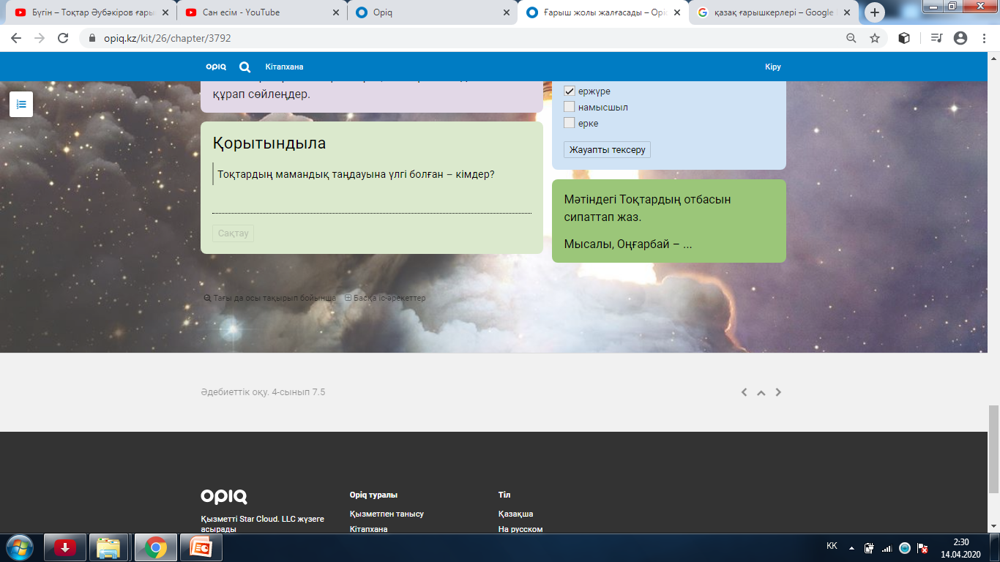 Бүгін – Тоқтар Әубәкіров ғары
Сан есім - YouTube
Opiq
Ғарыш жолы жалғасады – Opi
қазақ ғарышкерлері – Google
opiq.kz/kit/26/chapter/3792
opiq
Кітапхана
Кіру
құрап сөйлеңдер.
Қорытындыла
Тоқтардың мамандық таңдауына үлгі болған – кімдер?
Сақтау
ержүре
намысшыл
ерке
Жауапты тексеру
Мәтіндегі Тоқтардың отбасын
сипаттап жаз.
Мысалы, Оңғарбай – ...
Тағы да осы тақырып бойынша
Басқа іс-әрекеттер
Әдебиеттік оқу. 4-сынып 7.5
opiq
Қызметті Star Cloud. LLC жүзеге
асырады
Opiq туралы
Қызметпен танысу
Кітапхана
Тіл
Қазақша
На русском
KK
2:30
14.04.2020